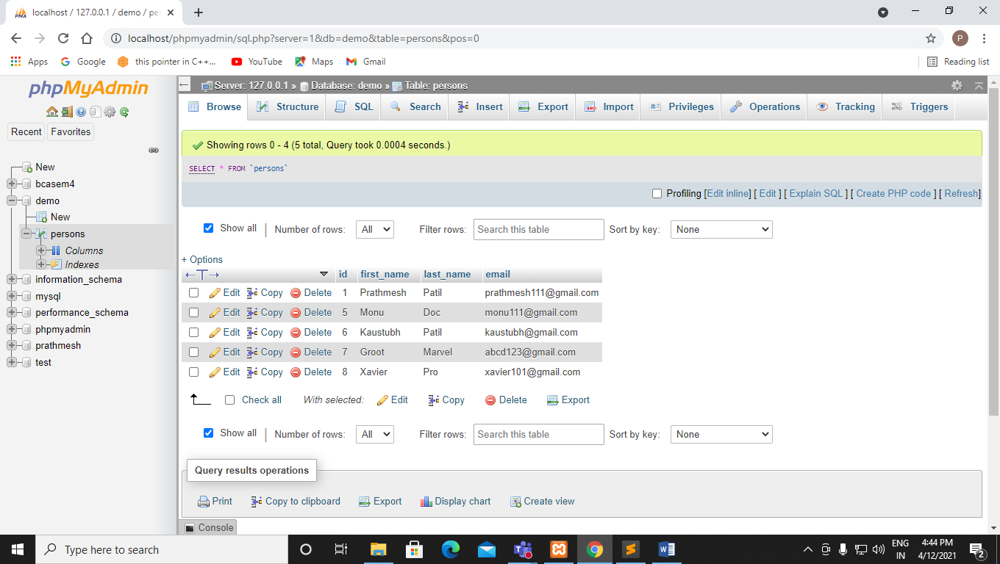 localhost / 127.0.0.1 / demo / pe
localhost/phpmyadmin/sql.php?server=1&db=demo&table=persons&pos=0
P
Apps Google this pointer in C++... YouTube Maps Gmail Reading list
phpMyAdmin
Recent Favorites
New
bcasem4
demo
New
persons
Columns
Indexes
information_schema
mysql
performance_schema
phpmyadmin
prathmesh
test
Server: 127.0.0.1 » Database: demo » Table: persons
Browse Structure SQL Search Insert Export Import Privileges Operations Tracking Triggers
Showing rows 0 - 4 (5 total, Query took 0.0004 seconds.)
SELECT * FROM `persons`
Profiling [Edit inline] [ Edit ] [ Explain SQL ] [ Create PHP code ] [ Refresh]
Show all | Number of rows: All Filter rows: Search this table Sort by key: None
+ Options
←T→ id first_name last_name email
Edit Copy Delete 1 Prathmesh Patil prathmesh111@gmail.com
Edit Copy Delete 5 Monu Doc monu111@gmail.com
Edit Copy Delete 6 Kaustubh Patil kaustubh@gmail.com
Edit Copy Delete 7 Groot Marvel abcd123@gmail.com
Edit Copy Delete 8 Xavier Pro xavier101@gmail.com
Check all With selected: Edit Copy Delete Export
Show all | Number of rows: All Filter rows: Search this table Sort by key: None
Query results operations
Print Copy to clipboard Export Display chart Create view
Console
Type here to search
ENG
IN
4:44 PM
4/12/2021
2